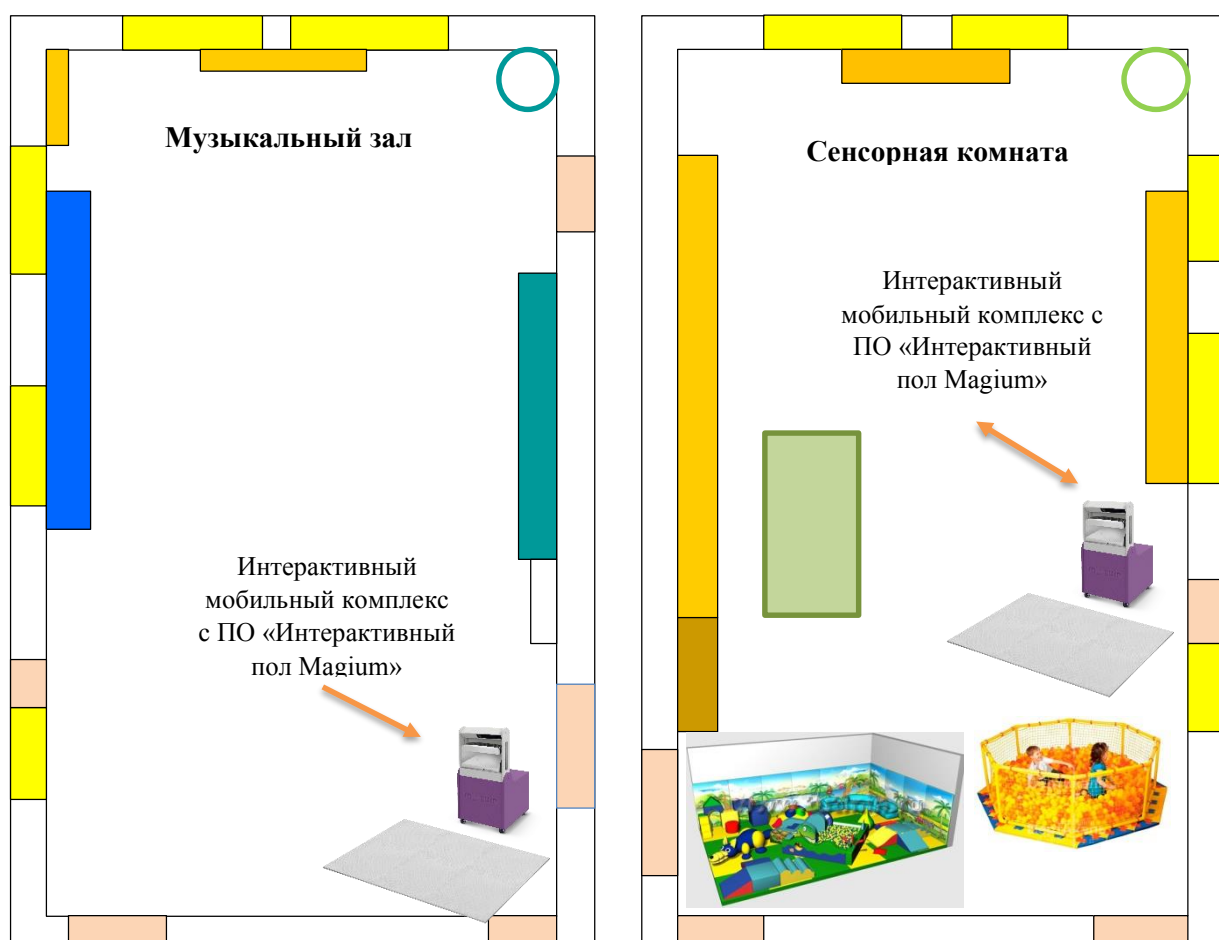 Музыкальный зал
Интерактивный
мобильный комплекс
с ПО «Интерактивный
пол Magium»
Сенсорная комната
Интерактивный
мобильный комплекс с
ПО «Интерактивный
пол Magium»